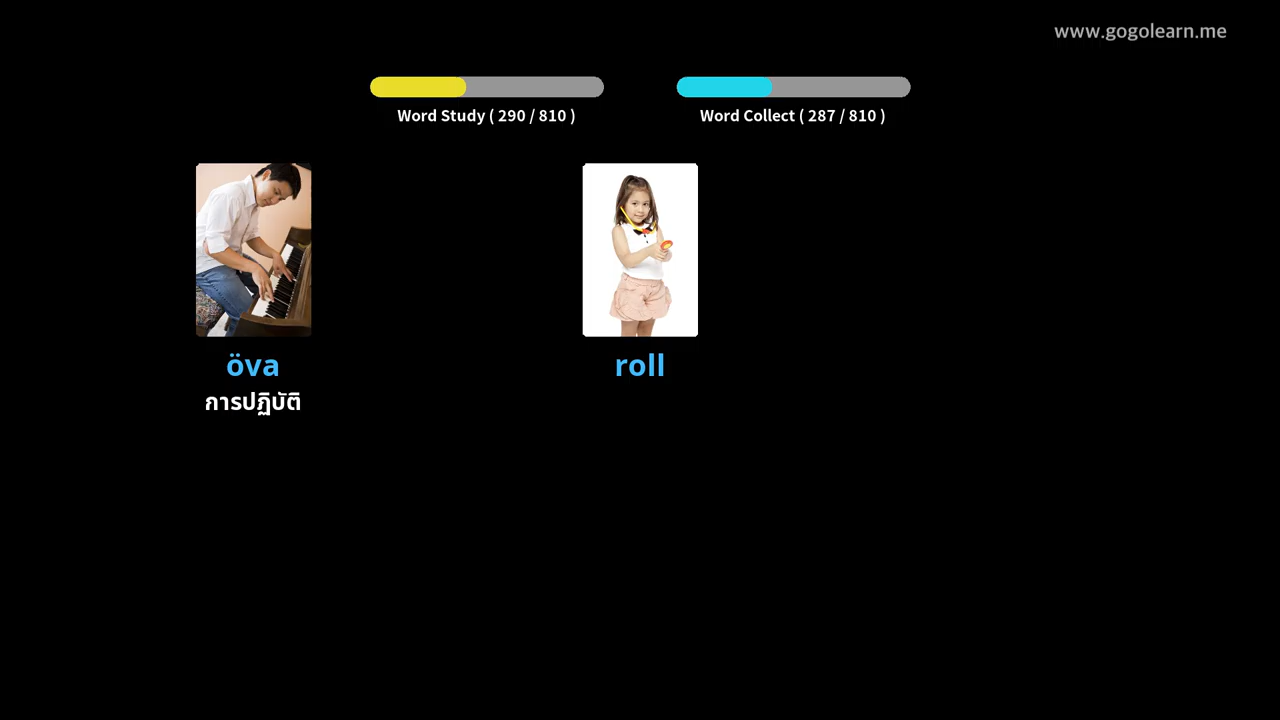 www.gogolearn.me
Word Study ( 290 / 810 )
Word Collect ( 287 / 810 )
öva
roll
การปฏิบัติ